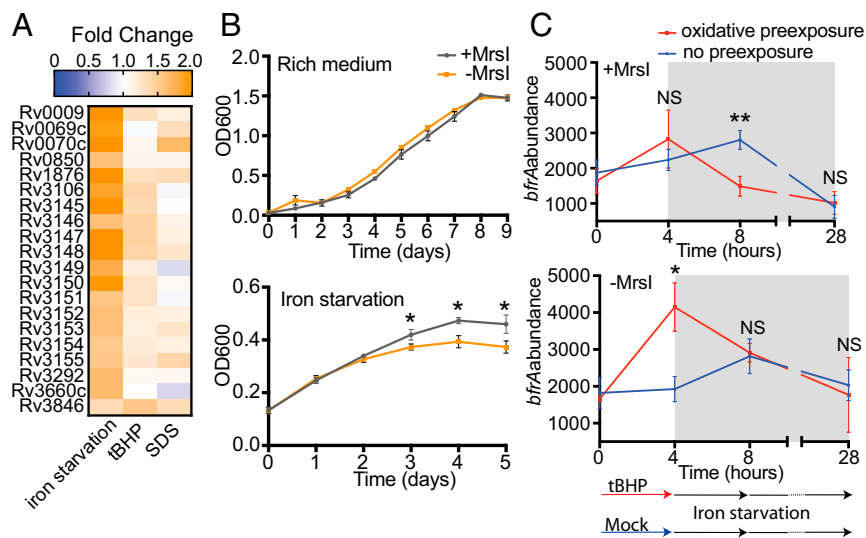 A
Fold Change
0 0.5 1.0 1.5 2.0
Rv0009
Rv0069c
Rv0070c
Rv0850
Rv1876
Rv3106
Rv3145
Rv3146
Rv3147
Rv3148
Rv3149
Rv3150
Rv3151
Rv3152
Rv3153
Rv3154
Rv3155
Rv3292
Rv3660c
Rv3846
iron starvation
tBHP
SDS
B
+MrsI
-MrsI
Rich medium
OD600
2.0
1.5
1.0
0.5
0.0
0 1 2 3 4 5 6 7 8 9
Time (days)
Iron starvation
OD600
0.6
0.4
0.2
0.0
* * *
0 1 2 3 4 5
Time (days)
C
oxidative preexposure
no preexposure
+MrsI
bfrAabundance
5000
4000
3000
2000
1000
NS
**
NS
0 4 8 28
Time (hours)
-MrsI
bfrAabundance
5000
4000
3000
2000
1000
*
NS
NS
0 4 8 28
Time (hours)
tBHP
Iron starvation
Mock